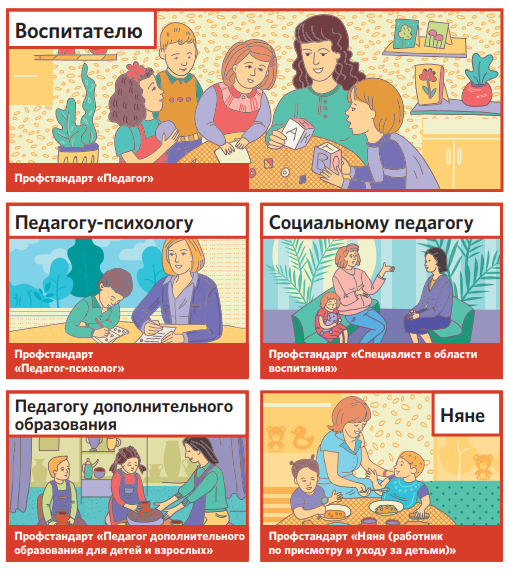 Воспитателю
Профстандарт «Педагог»
Педагогу-психологу
Профстандарт
«Педагог-психолог»
Социальному педагогу
Профстандарт «Специалист в области
воспитания»
Педагогу дополнительного
образования
Профстандарт «Педагог дополнительного
образования для детей и взрослых»
Няне
Профстандарт «Няня (работник
по присмотру и уходу за детьми)»